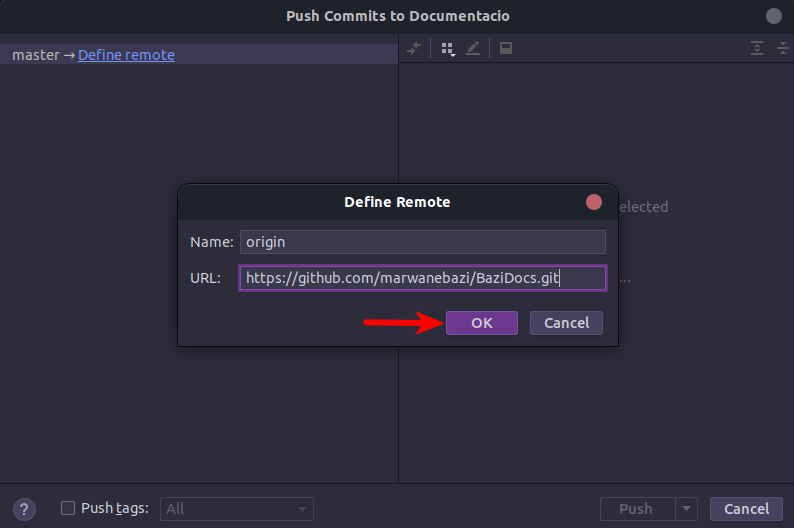 Push Commits to Documentacio
master → Define remote
elected
Define Remote
Name: origin
URL: https://github.com/marwanebazi/BaziDocs.git
...
OK Cancel
? Push tags: All Push Cancel